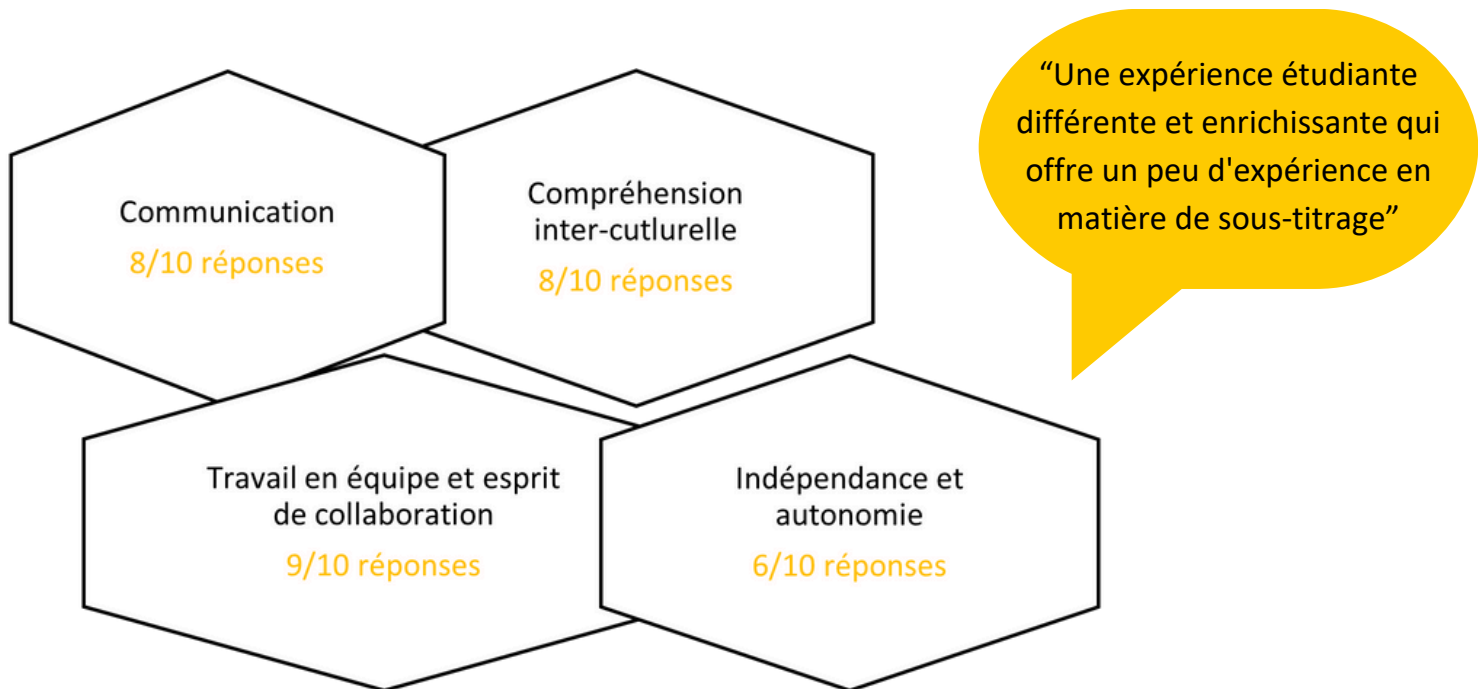 Communication
8/10 réponses
Compréhension
inter-cutlurelle
8/10 réponses
“Une expérience étudiante
différente et enrichissante qui
offre un peu d'expérience en
matière de sous-titrage”
Travail en équipe et esprit
de collaboration
9/10 réponses
Indépendance et
autonomie
6/10 réponses